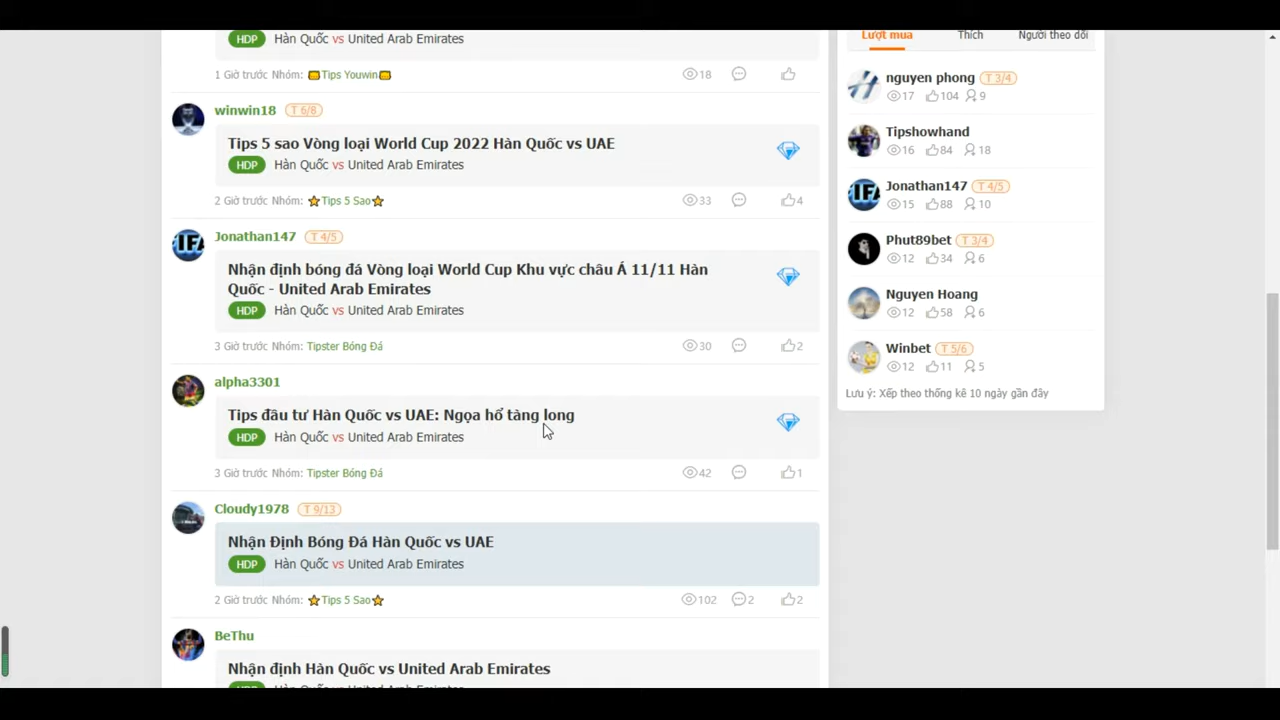 HDP Hàn Quốc vs United Arab Emirates
1 Giờ trước Nhóm: Tips Youwin
18
winwin18 T 6/8
Tips 5 sao Vòng loại World Cup 2022 Hàn Quốc vs UAE
HDP Hàn Quốc vs United Arab Emirates
2 Giờ trước Nhóm: Tips 5 Sao
33 4
Jonathan147 T 4/5
Nhận định bóng đá Vòng loại World Cup Khu vực châu Á 11/11 Hàn
Quốc - United Arab Emirates
HDP Hàn Quốc vs United Arab Emirates
3 Giờ trước Nhóm: Tipster Bóng Đá
30 2
alpha3301
Tips đầu tư Hàn Quốc vs UAE: Ngọa hổ tàng long
HDP Hàn Quốc vs United Arab Emirates
3 Giờ trước Nhóm: Tipster Bóng Đá
42 1
Cloudy1978 T 9/13
Nhận Định Bóng Đá Hàn Quốc vs UAE
HDP Hàn Quốc vs United Arab Emirates
2 Giờ trước Nhóm: Tips 5 Sao
102 2 2
BeThu
Nhận định Hàn Quốc vs United Arab Emirates
HDP Hàn Quốc vs United Arab Emirates
Lượt mua Thích Người theo dõi
nguyen phong T 3/4
17 104 9
Tipshowhand
16 84 18
Jonathan147 T 4/5
15 88 10
Phut89bet T 3/4
12 34 6
Nguyen Hoang
12 58 6
Winbet T 5/6
12 11 5
Lưu ý: Xếp theo thống kê 10 ngày gần đây